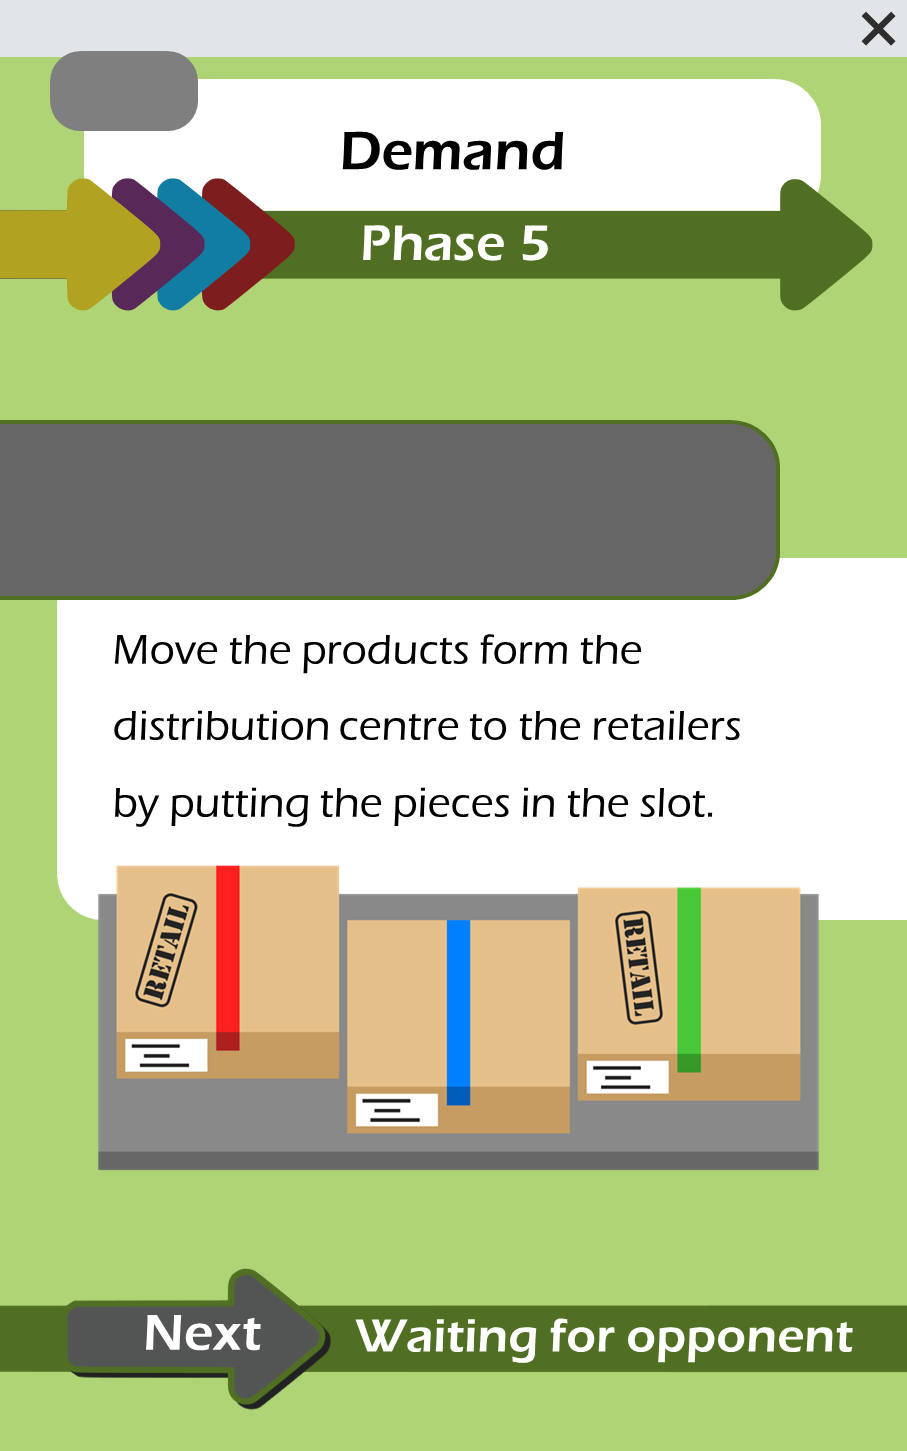 Demand
Phase 5
Move the products form the
distribution centre to the retailers
by putting the pieces in the slot.
RETAIL
RETAIL
Next
Waiting for opponent